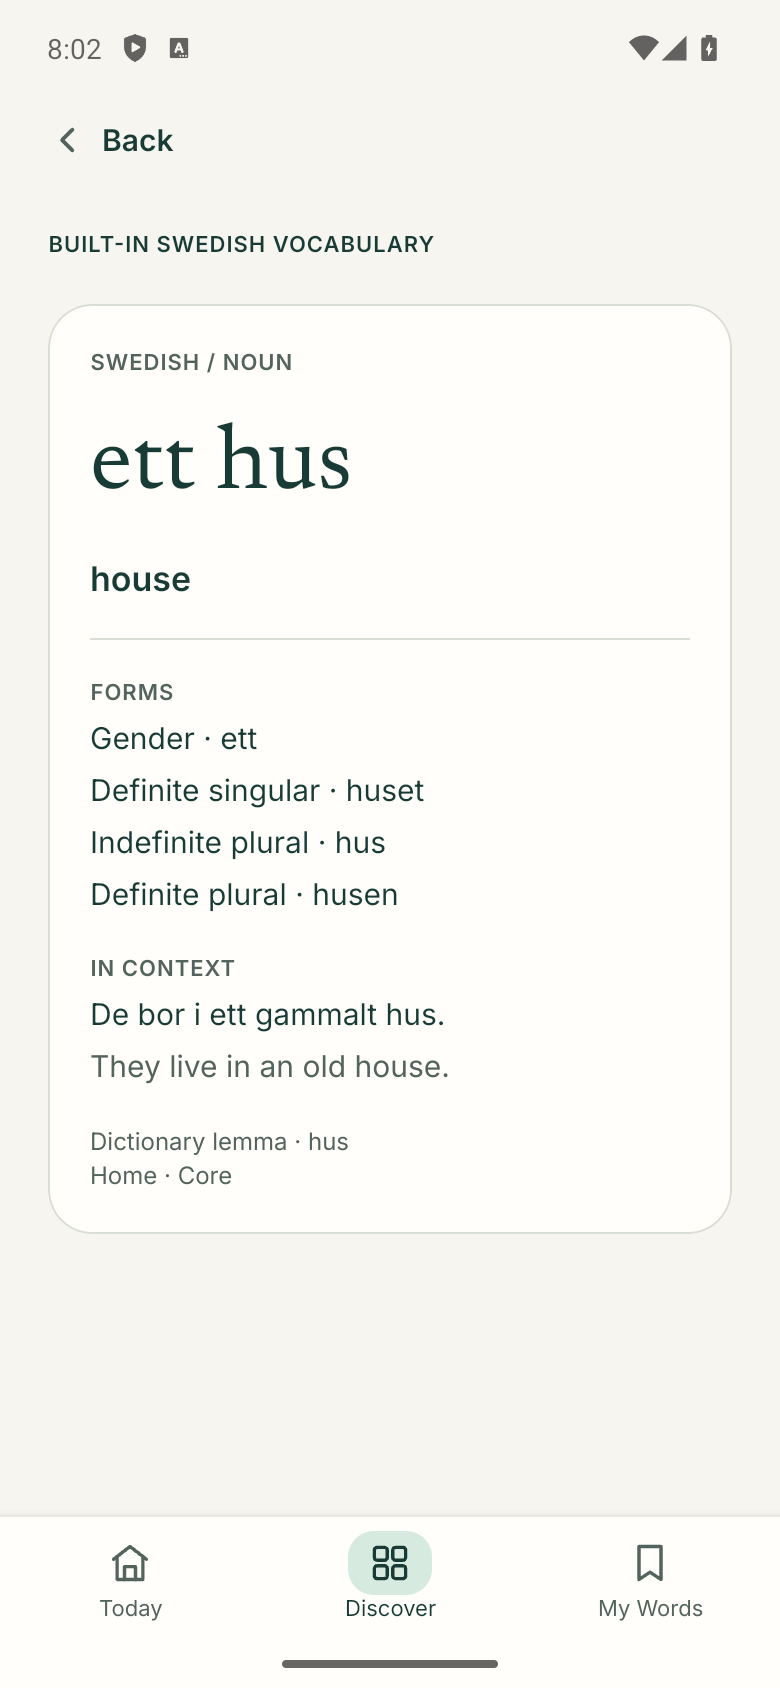 8:02
Back
BUILT-IN SWEDISH VOCABULARY
SWEDISH / NOUN
ett hus
house
FORMS
Gender · ett
Definite singular · huset
Indefinite plural · hus
Definite plural · husen
IN CONTEXT
De bor i ett gammalt hus.
They live in an old house.
Dictionary lemma · hus
Home · Core
Today
Discover
My Words